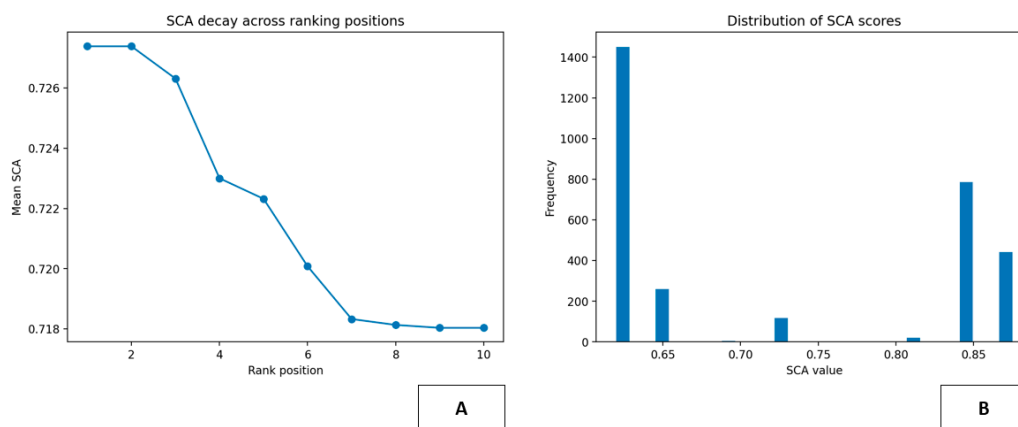 SCA decay across ranking positions
Mean SCA
0.726
0.724
0.722
0.720
0.718
2 4 6 8 10
Rank position
A
Distribution of SCA scores
Frequency
1400
1200
1000
800
600
400
200
0
0.65 0.70 0.75 0.80 0.85
SCA value
B